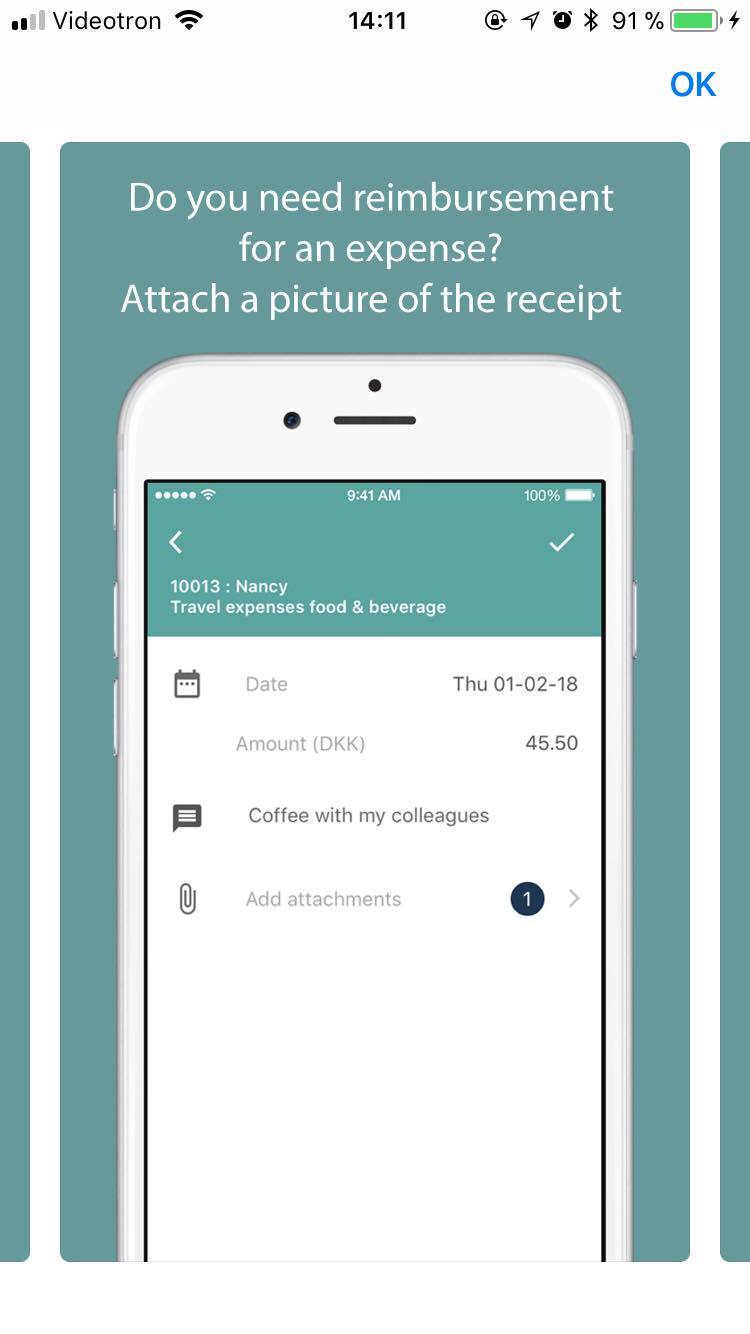 Videotron 14:11 91 %
OK
Do you need reimbursement
for an expense?
Attach a picture of the receipt
9:41 AM 100%
10013 : Nancy
Travel expenses food & beverage
Date Thu 01-02-18
Amount (DKK) 45.50
Coffee with my colleagues
Add attachments 1